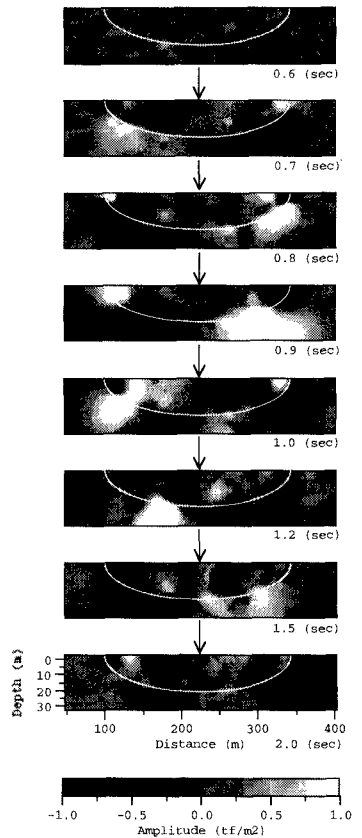 0.6 (sec)
0.7 (sec)
0.8 (sec)
0.9 (sec)
1.0 (sec)
1.2 (sec)
1.5 (sec)
Depth (m)
0
10
20
30
100 200 300 400
Distance (m) 2.0 (sec)
-1.0 -0.5 0.0 0.5 1.0
Amplitude (tf/m2)